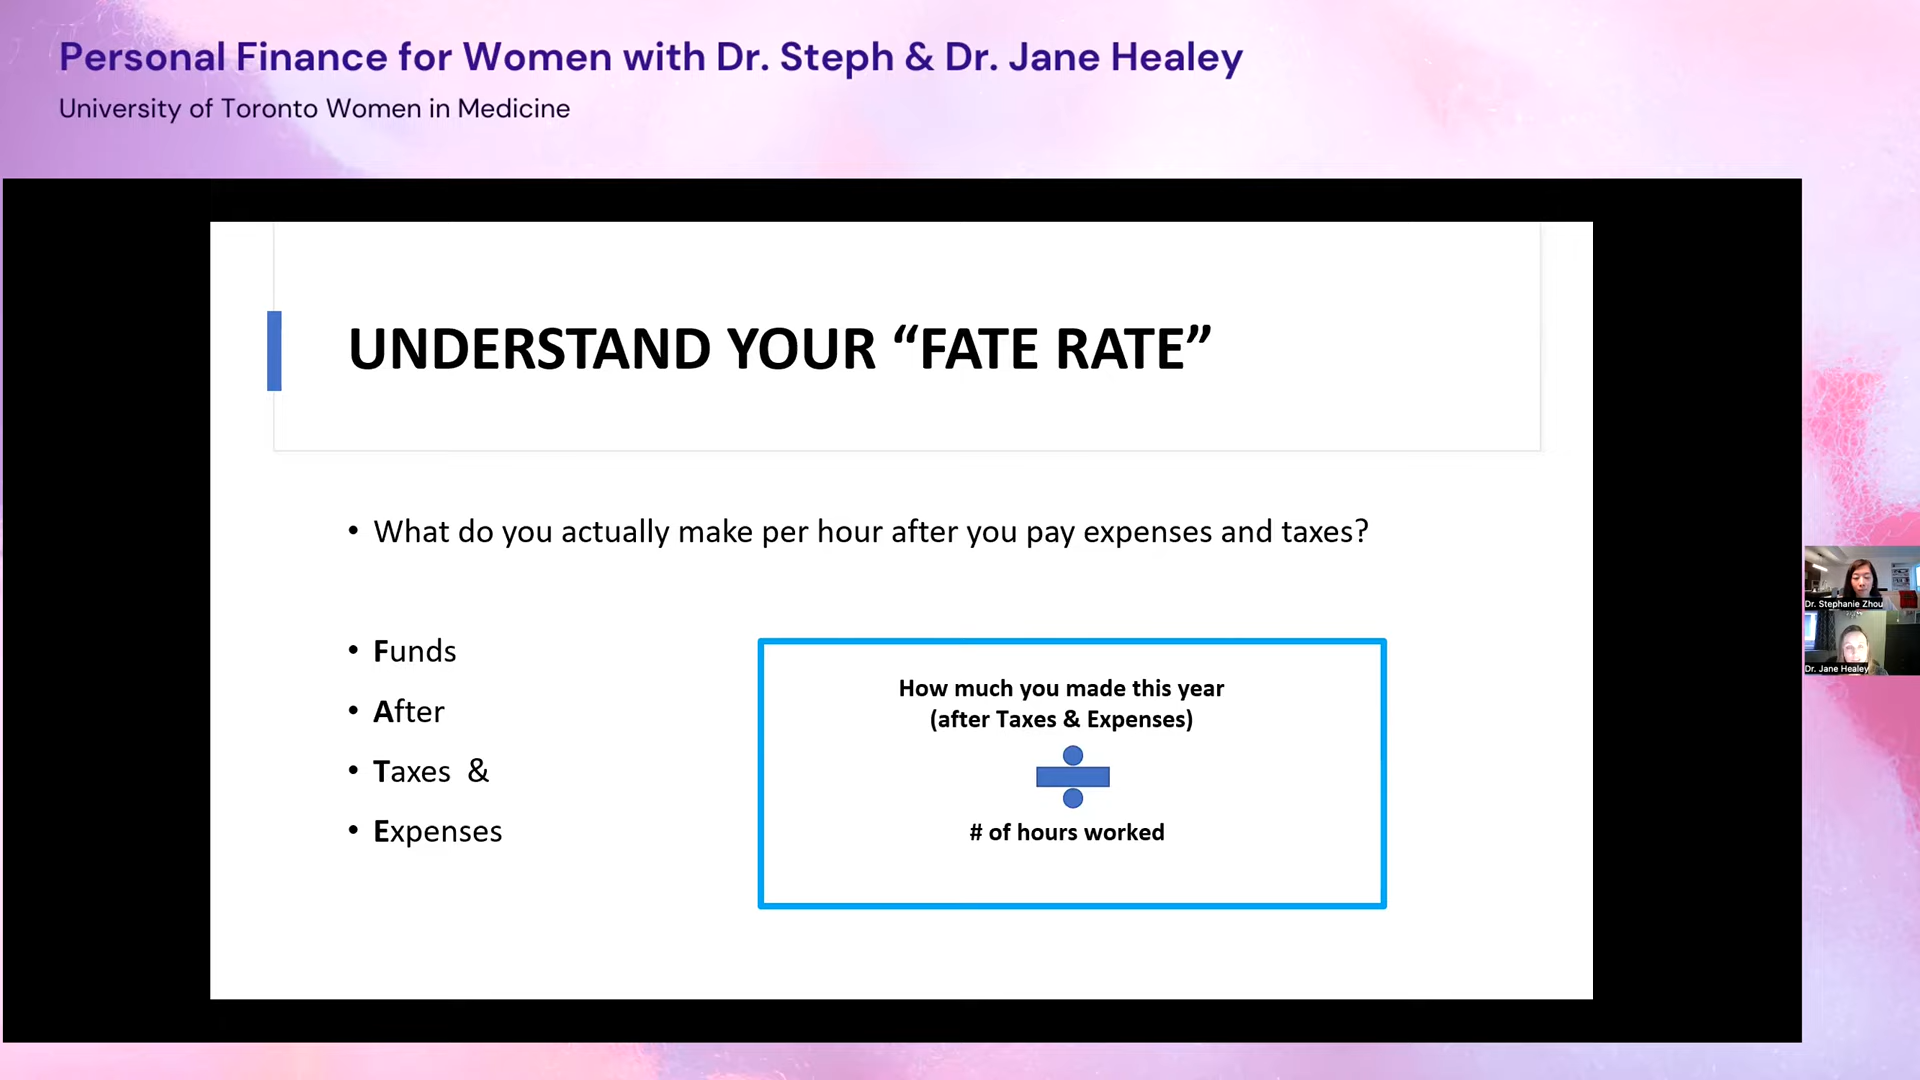 Personal Finance for Women with Dr. Steph & Dr. Jane Healey
University of Toronto Women in Medicine
UNDERSTAND YOUR “FATE RATE”
• What do you actually make per hour after you pay expenses and taxes?
• Funds
• After
• Taxes &
• Expenses
How much you made this year
(after Taxes & Expenses)
# of hours worked
Dr. Stephanie Zhou
Dr. Jane Healey